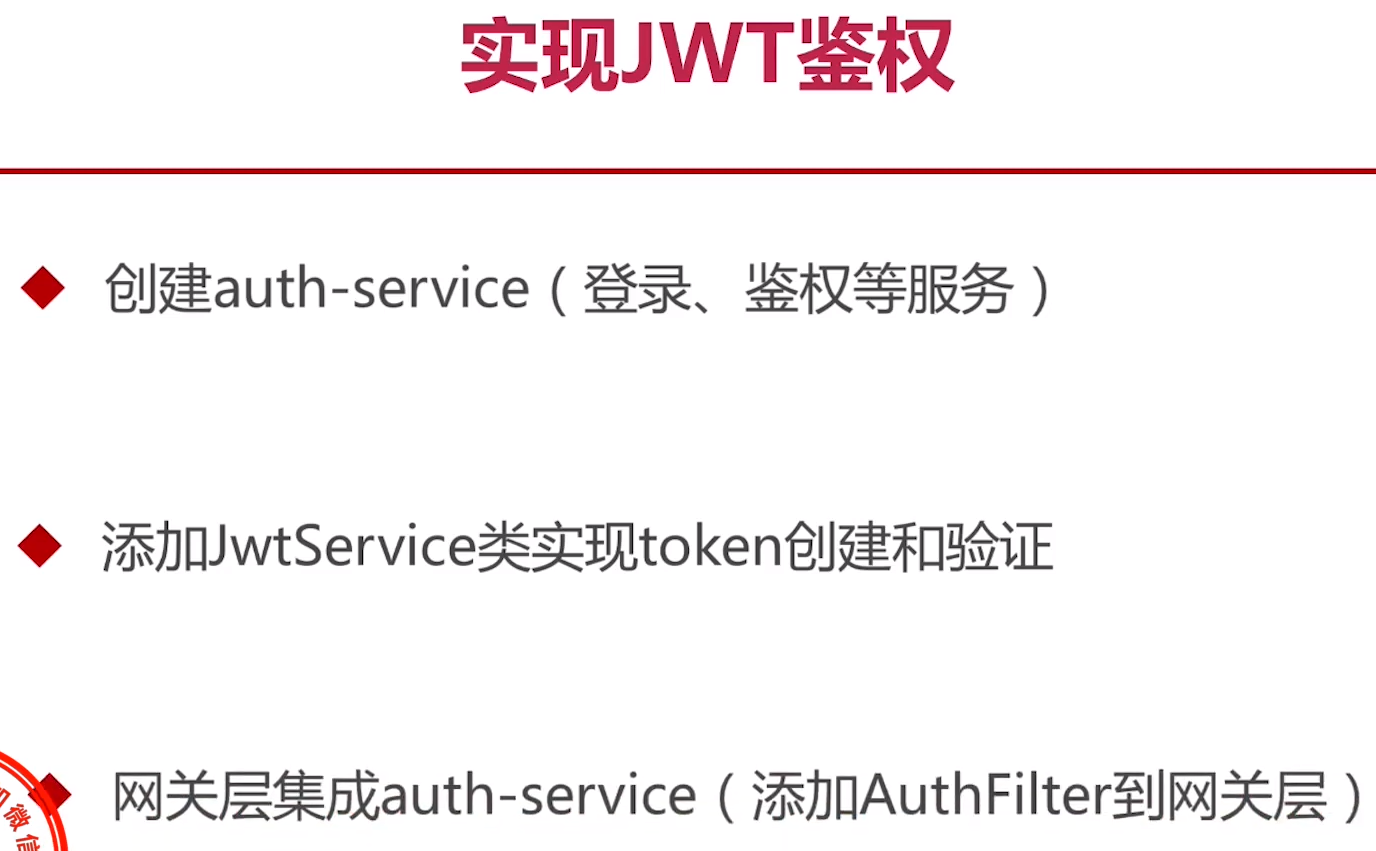 实现JWT鉴权
创建auth-service（登录、鉴权等服务）
添加JwtService类实现token创建和验证
网关层集成auth-service（添加AuthFilter到网关层）
微信